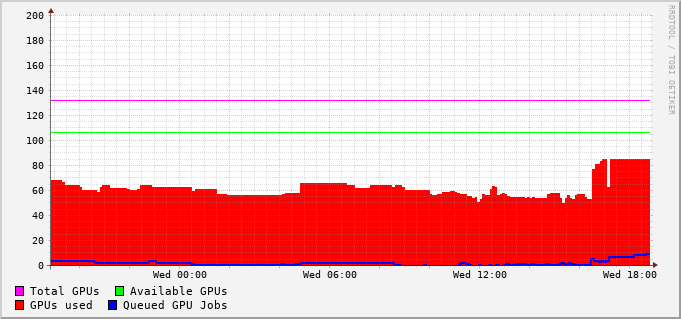 200
180
160
140
120
100
80
60
40
20
0
Wed 00:00 Wed 06:00 Wed 12:00 Wed 18:00
Total GPUs Available GPUs
GPUs used Queued GPU Jobs
RRDTOOL / TOBI OETIKER